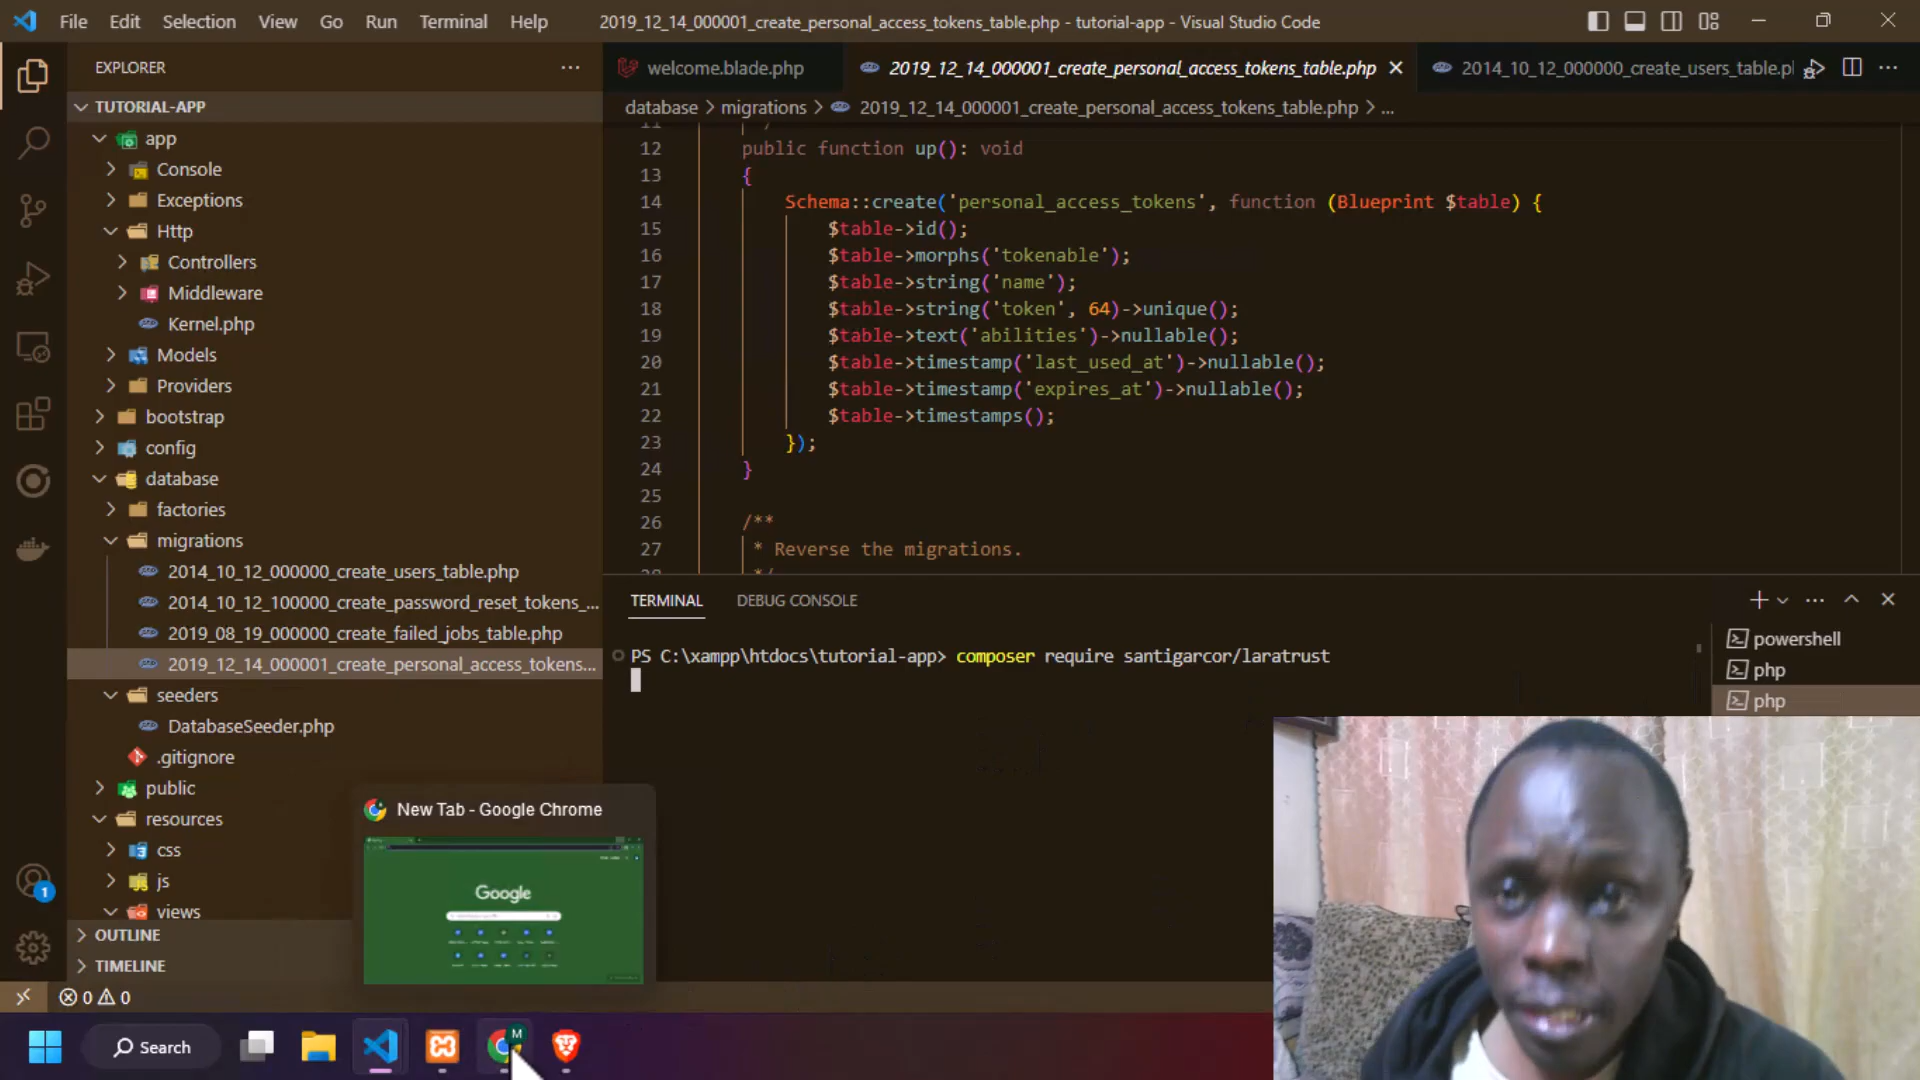 File Edit Selection View Go Run Terminal Help
2019_12_14_000001_create_personal_access_tokens_table.php - tutorial-app - Visual Studio Code
EXPLORER
TUTORIAL-APP
app
Console
Exceptions
Http
Controllers
Middleware
Kernel.php
Models
Providers
bootstrap
config
database
factories
migrations
2014_10_12_000000_create_users_table.php
2014_10_12_100000_create_password_reset_tokens_...
2019_08_19_000000_create_failed_jobs_table.php
2019_12_14_000001_create_personal_access_tokens...
seeders
DatabaseSeeder.php
.gitignore
public
resources
css
js
views
OUTLINE
TIMELINE
welcome.blade.php
2019_12_14_000001_create_personal_access_tokens_table.php
2014_10_12_000000_create_users_table.pl
database > migrations > 2019_12_14_000001_create_personal_access_tokens_table.php > ...
12 public function up(): void
13 {
14 Schema::create('personal_access_tokens', function (Blueprint $table) {
15 $table->id();
16 $table->morphs('tokenable');
17 $table->string('name');
18 $table->string('token', 64)->unique();
19 $table->text('abilities')->nullable();
20 $table->timestamp('last_used_at')->nullable();
21 $table->timestamp('expires_at')->nullable();
22 $table->timestamps();
23 });
24 }
25
26 /**
27 * Reverse the migrations.
TERMINAL DEBUG CONSOLE
PS C:\xampp\htdocs\tutorial-app> composer require santigarcor/laratrust
powershell
php
php
New Tab - Google Chrome
Google
1
0 0
Search
M